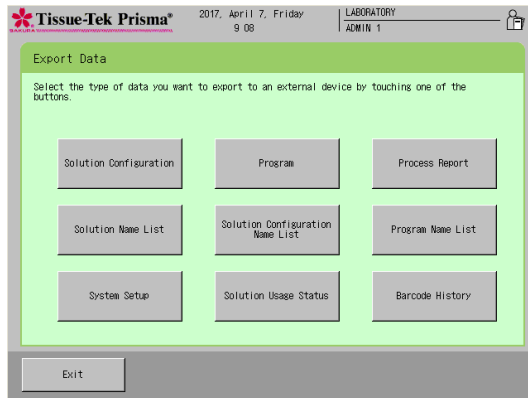 Tissue-Tek Prisma®
SAKURA
2017, April 7, Friday
9 08
LABORATORY
ADMIN 1
Export Data
Select the type of data you want to export to an external device by touching one of the
buttons.
Solution Configuration
Program
Process Report
Solution Name List
Solution Configuration
Name List
Program Name List
System Setup
Solution Usage Status
Barcode History
Exit